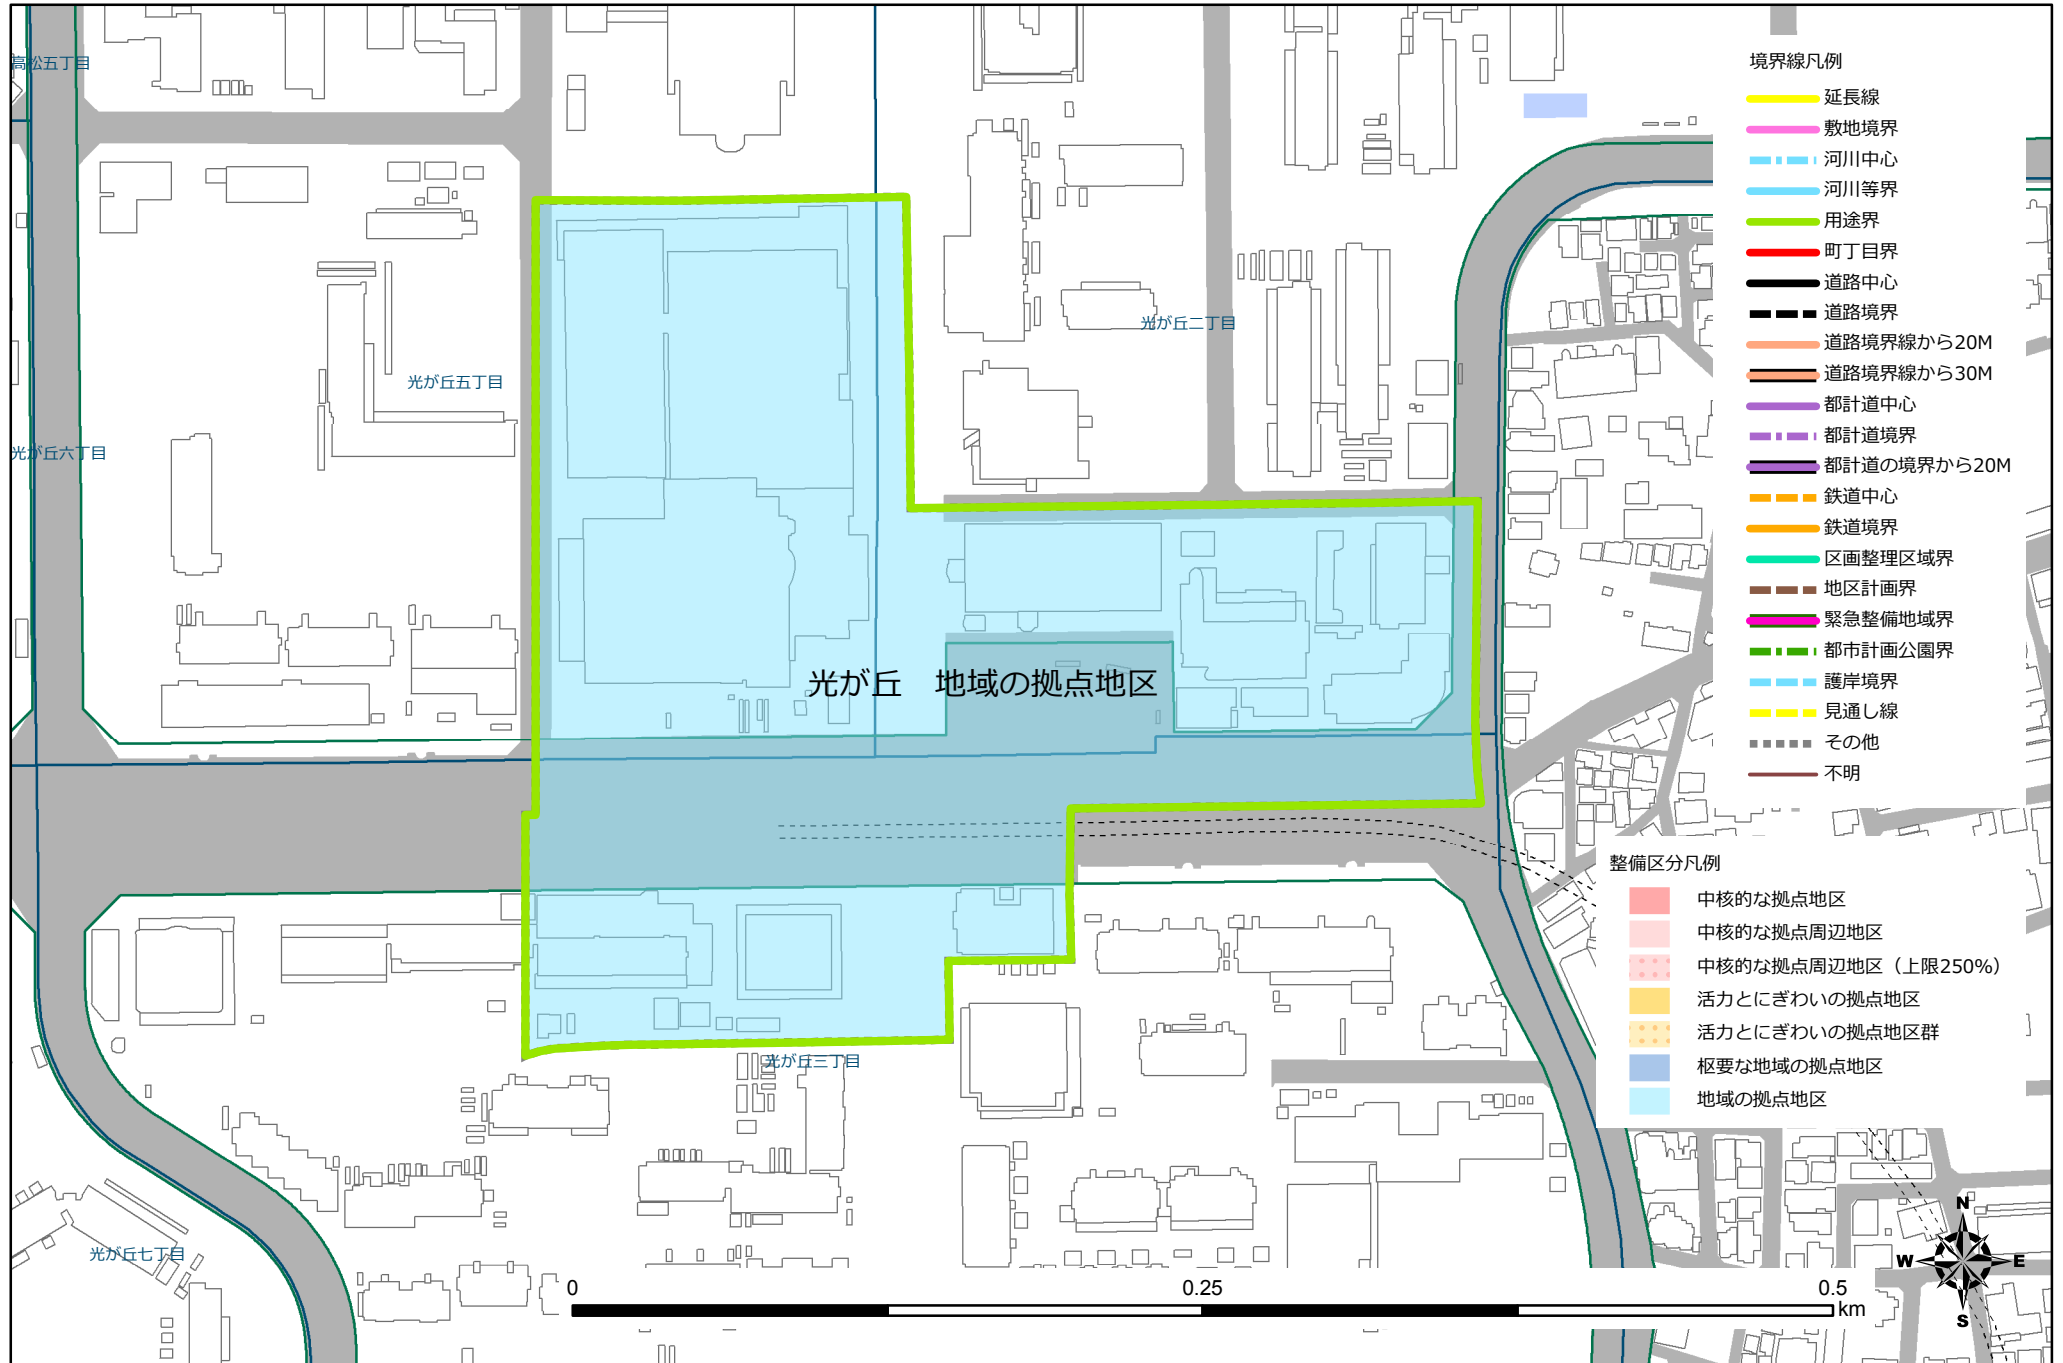 高松五丁目
光が丘二丁目
光が丘五丁目
光が丘六丁目
光が丘 地域の拠点地区
光が丘三丁目
光が丘七丁目
境界線凡例
延長線
敷地境界
河川中心
河川等界
用途界
町丁目界
道路中心
道路境界
道路境界線から20M
道路境界線から30M
都計道中心
都計道境界
都計道の境界から20M
鉄道中心
鉄道境界
区画整理区域界
地区計画界
緊急整備地域界
都市計画公園界
護岸境界
見通し線
その他
不明
整備区分凡例
中核的な拠点地区
中核的な拠点周辺地区
中核的な拠点周辺地区（上限250%）
活力とにぎわいの拠点地区
活力とにぎわいの拠点地区群
枢要な地域の拠点地区
地域の拠点地区
N
W E
S
0 0.25 0.5
km